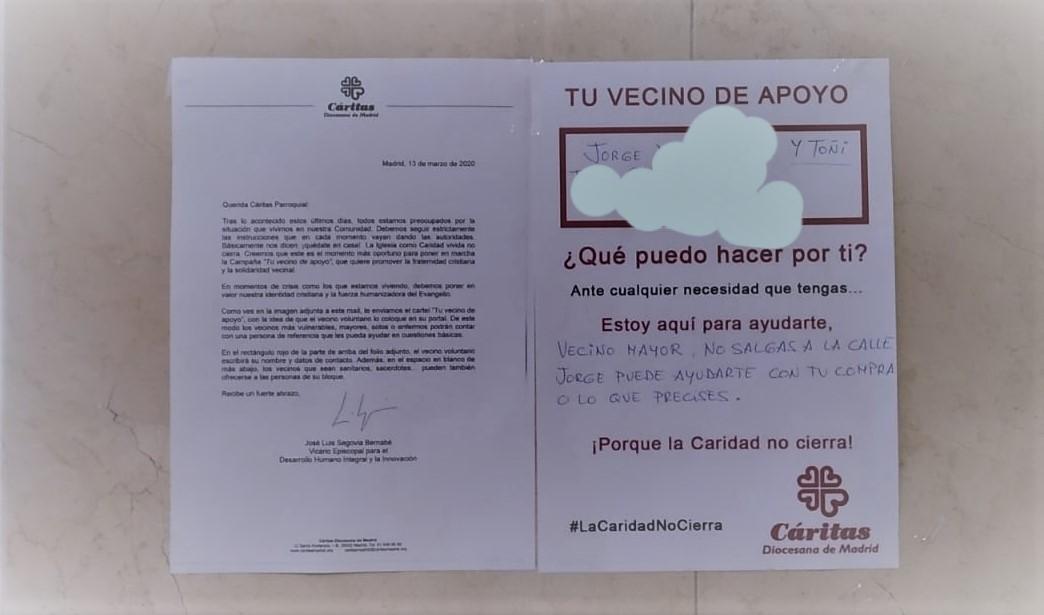 Cáritas
Diocesana de Madrid
Madrid, 13 de marzo de 2020
Querida Cáritas Parroquial:
Tras lo acontecido estos últimos días, todos estamos preocupados por la
situación que vivimos en nuestra Comunidad. Debemos seguir estrictamente
las instrucciones que en cada momento vayan dando las autoridades.
Básicamente nos dicen: ¡quédate en casa! La Iglesia como Caridad vivida no
cierra. Creemos que este es el momento más oportuno para poner en marcha
la Campaña "Tu vecino de apoyo", que quiere promover la fraternidad cristiana
y la solidaridad vecinal.
En momentos de crisis como los que estamos viviendo, debemos poner en
valor nuestra identidad cristiana y la fuerza humanizadora del Evangelio.
Como ves en la imagen adjunta a este mail, te enviamos el cartel "Tu vecino de
apoyo", con la idea de que el vecino voluntario lo coloque en su portal. De este
modo los vecinos más vulnerables, mayores, solos o enfermos podrán contar
con una persona de referencia que les pueda ayudar en cuestiones básicas.
En el rectángulo rojo de la parte de arriba del folio adjunto, el vecino voluntario
escribirá su nombre y datos de contacto. Además, en el espacio en blanco de
más abajo, los vecinos que sean sanitarios, sacerdotes... pueden también
ofrecerse a las personas de su bloque.
Recibe un fuerte abrazo,
José Luis Segovia Bernabé
Vicario Episcopal para el
Desarrollo Humano Integral y la Innovación
Cáritas Diocesana de Madrid
TU VECINO DE APOYO
JORGE Y TOÑI
¿Qué puedo hacer por ti?
Ante cualquier necesidad que tengas...
Estoy aquí para ayudarte,
VECINO MAYOR, NO SALGAS A LA CALLE
JORGE PUEDE AYUDARTE CON TU COMPRA
O LO QUE PRECISES.
¡Porque la Caridad no cierra!
#LaCaridadNoCierra
Cáritas
Diocesana de Madrid